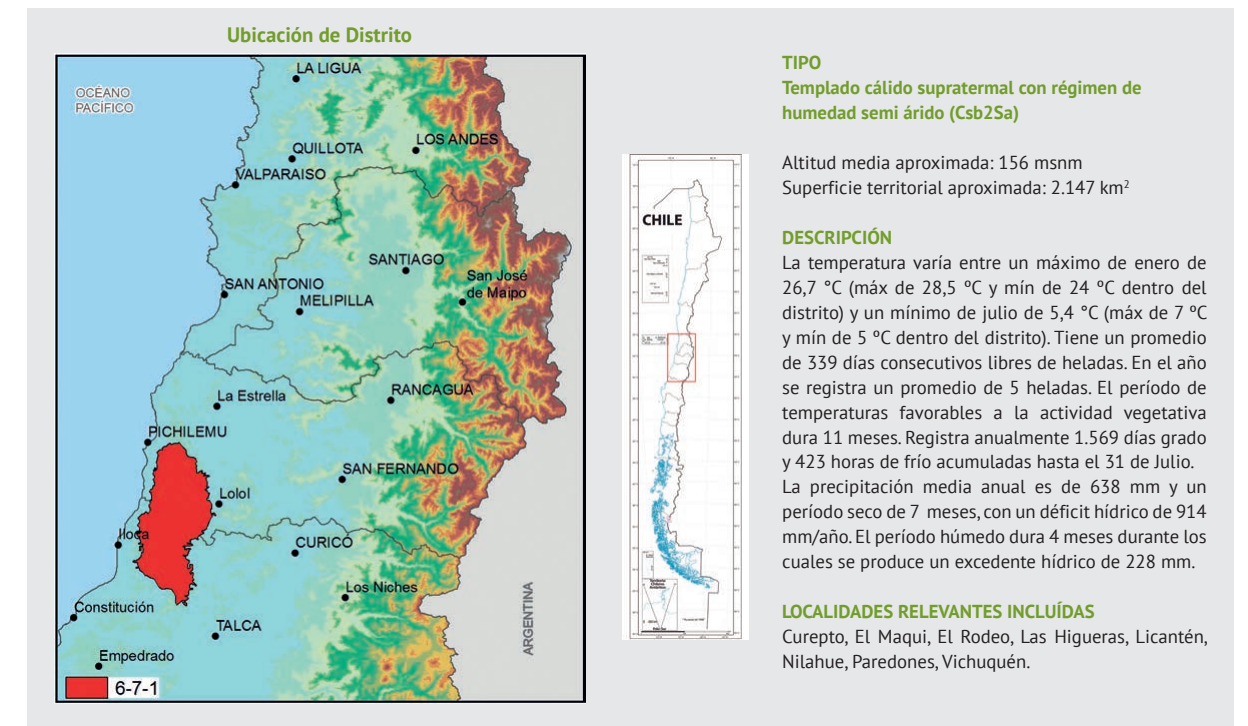 Ubicación de Distrito
OCÉANO
PACÍFICO
LA LIGUA
QUILLOTA
LOS ANDES
VALPARAISO
SANTIAGO
San José
de Maipo
SAN ANTONIO
MELIPILLA
La Estrella
RANCAGUA
PICHILEMU
SAN FERNANDO
Lolol
Iloca
CURICÓ
Los Niches
Constitución
TALCA
ARGENTINA
Empedrado
6-7-1
CHILE
TIPO
Templado cálido supratermal con régimen de
humedad semi árido (Csb2Sa)
Altitud media aproximada: 156 msnm
Superficie territorial aproximada: 2.147 km²
DESCRIPCIÓN
La temperatura varía entre un máximo de enero de
26,7 °C (máx de 28,5 ºC y mín de 24 ºC dentro del
distrito) y un mínimo de julio de 5,4 °C (máx de 7 ºC
y mín de 5 ºC dentro del distrito). Tiene un promedio
de 339 días consecutivos libres de heladas. En el año
se registra un promedio de 5 heladas. El período de
temperaturas favorables a la actividad vegetativa
dura 11 meses. Registra anualmente 1.569 días grado
y 423 horas de frío acumuladas hasta el 31 de Julio.
La precipitación media anual es de 638 mm y un
período seco de 7 meses, con un déficit hídrico de 914
mm/año. El período húmedo dura 4 meses durante los
cuales se produce un excedente hídrico de 228 mm.
LOCALIDADES RELEVANTES INCLUÍDAS
Curepto, El Maqui, El Rodeo, Las Higueras, Licantén,
Nilahue, Paredones, Vichuquén.